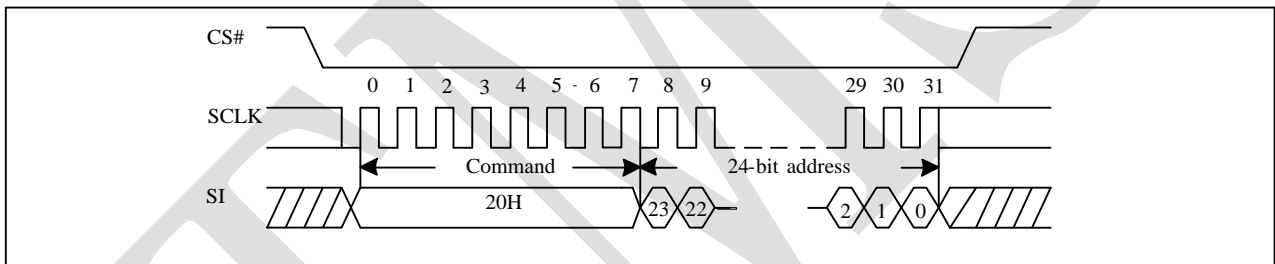 CS#
0 1 2 3 4 5 - 6 7 8 9 29 30 31
SCLK
Command 24-bit address
SI 20H 23 22 2 1 0